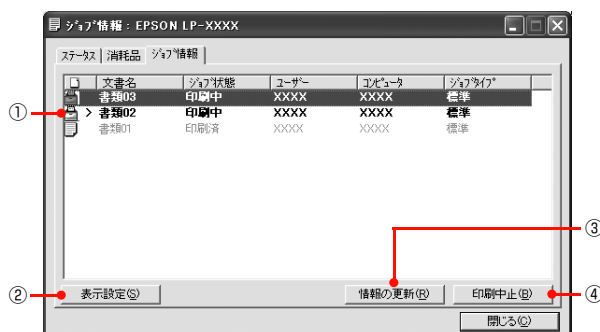 ｼﾞｮﾌﾞ情報 : EPSON LP-XXXX
ステータス 消耗品 ｼﾞｮﾌﾞ情報
文書名 ｼﾞｮﾌﾞ状態 ユーザー ｺﾝﾋﾟｭｰﾀ ｼﾞｮﾌﾞﾀｲﾌﾟ
書類03 印刷中 XXXX XXXX 標準
① > 書類02 印刷中 XXXX XXXX 標準
書類01 印刷済 XXXX XXXX 標準
③
② 表示設定(S) 情報の更新(R) 印刷中止(B) ④
閉じる(C)